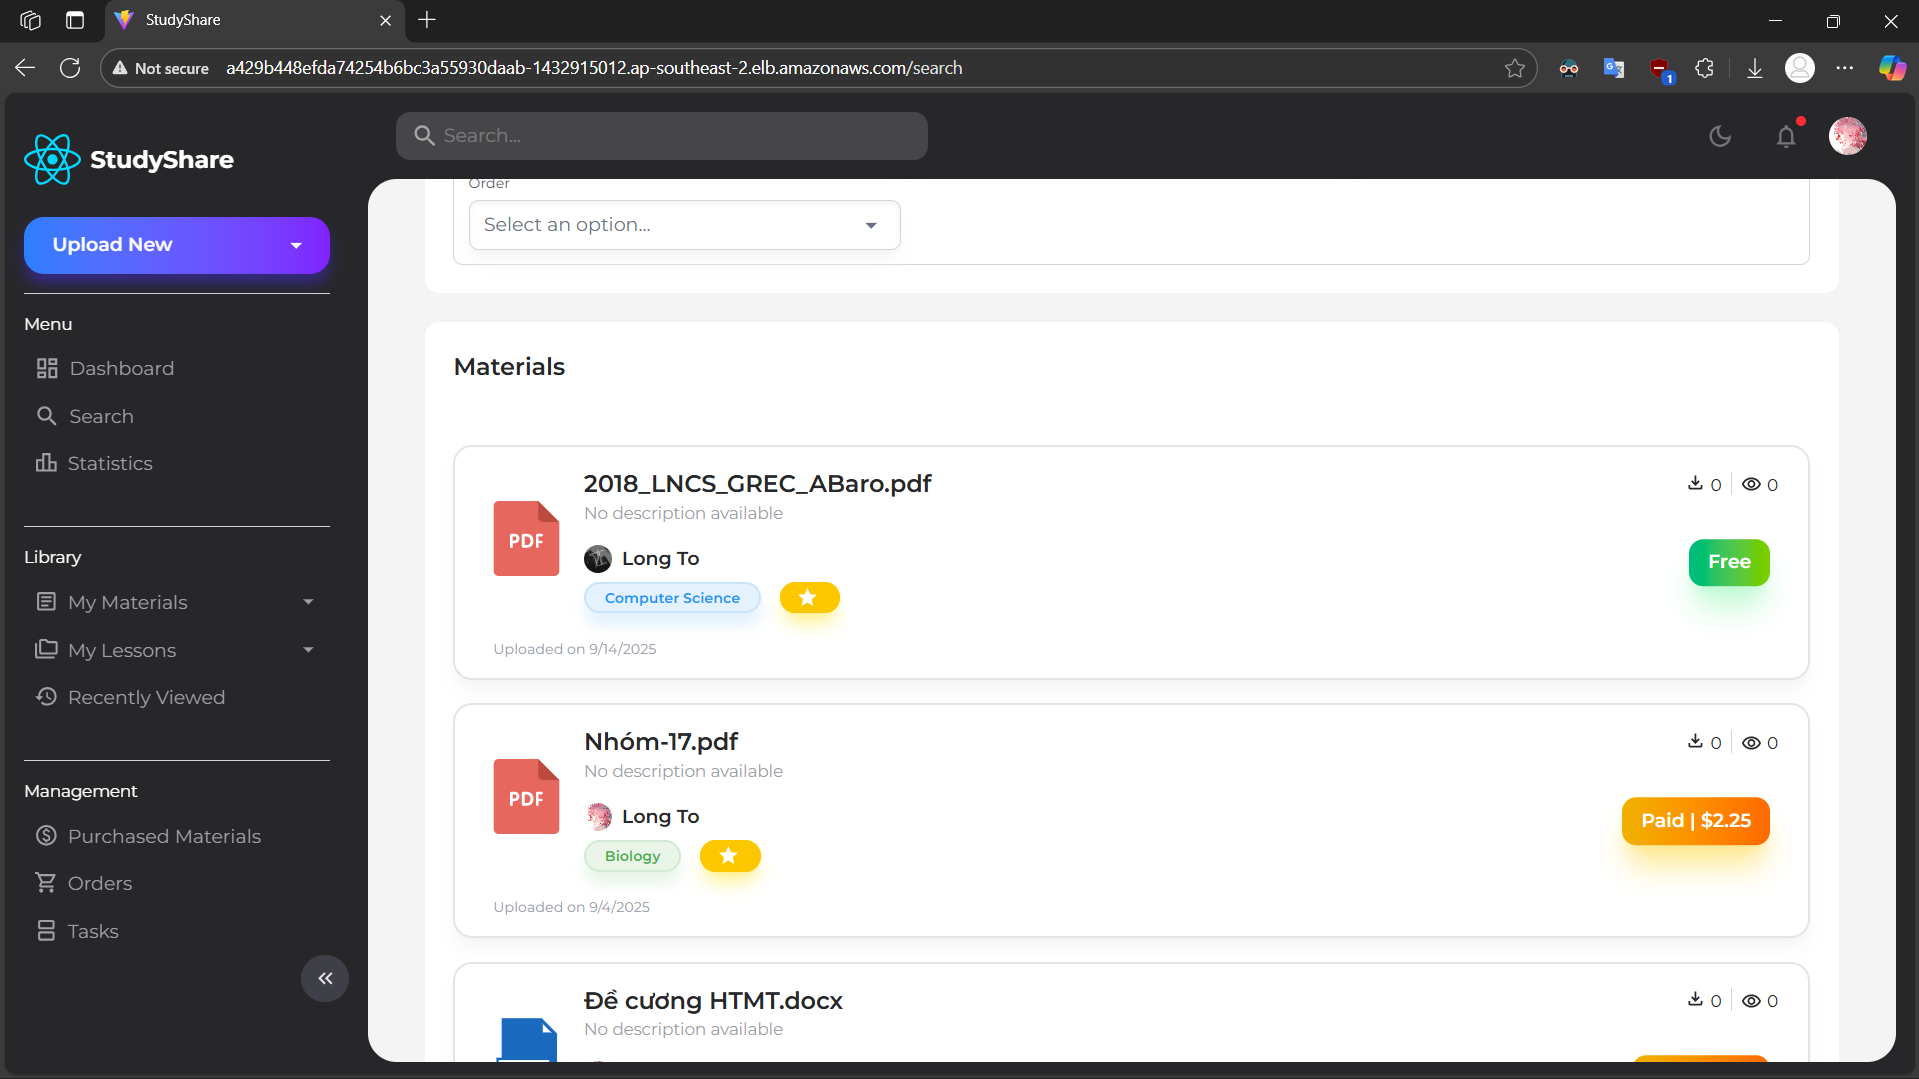 StudyShare
Not secure
a429b448efda74254b6bc3a55930daab-1432915012.ap-southeast-2.elb.amazonaws.com/search
1
StudyShare
Search...
Upload New
Menu
Dashboard
Search
Statistics
Library
My Materials
My Lessons
Recently Viewed
Management
Purchased Materials
Orders
Tasks
Order
Select an option...
Materials
2018_LNCS_GREC_ABaro.pdf
0
0
No description available
PDF
Long To
Free
Computer Science
Uploaded on 9/14/2025
Nhóm-17.pdf
0
0
No description available
PDF
Long To
Paid | $2.25
Biology
Uploaded on 9/4/2025
Đề cương HTMT.docx
0
0
No description available